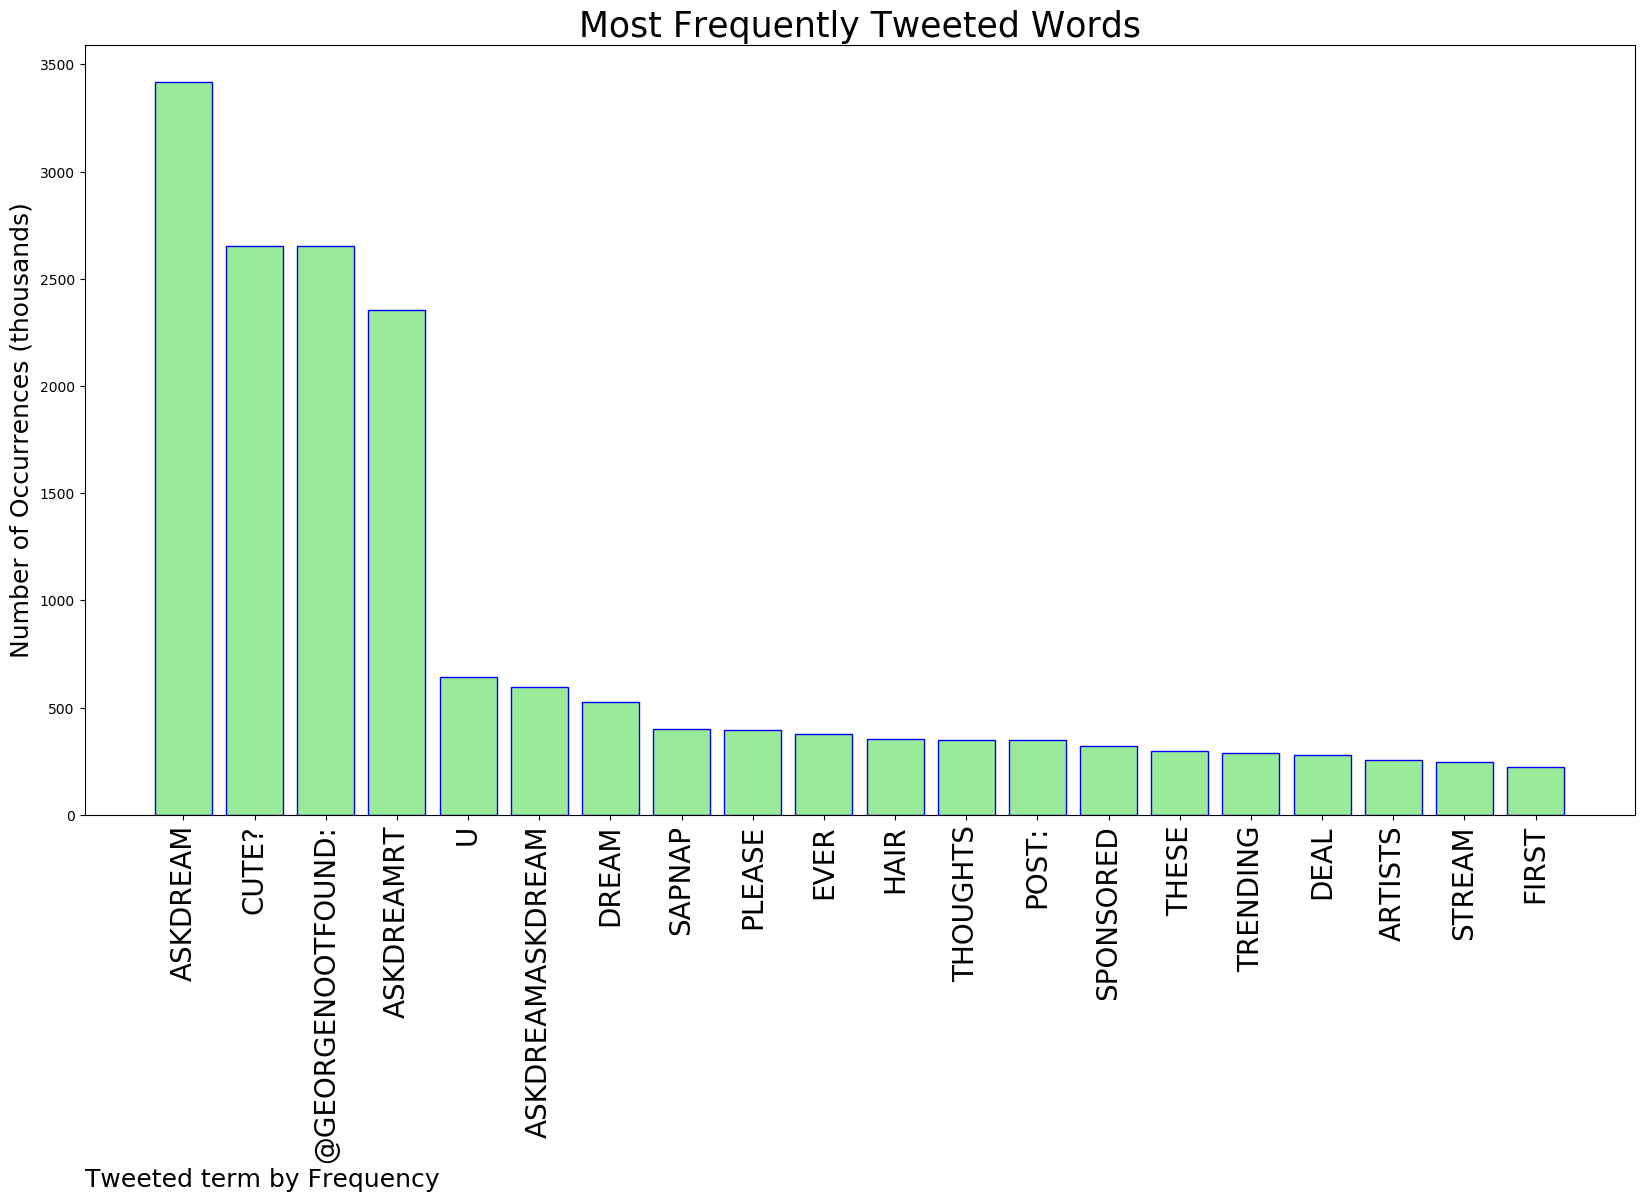 Most Frequently Tweeted Words
Number of Occurrences (thousands)
3500
3000
2500
2000
1500
1000
500
0
ASKDREAM
CUTE?
@GEORGENOOTFOUND:
ASKDREAMRT
U
ASKDREAMASKDREAM
DREAM
SAPNAP
PLEASE
EVER
HAIR
THOUGHTS
POST:
SPONSORED
THESE
TRENDING
DEAL
ARTISTS
STREAM
FIRST
Tweeted term by Frequency